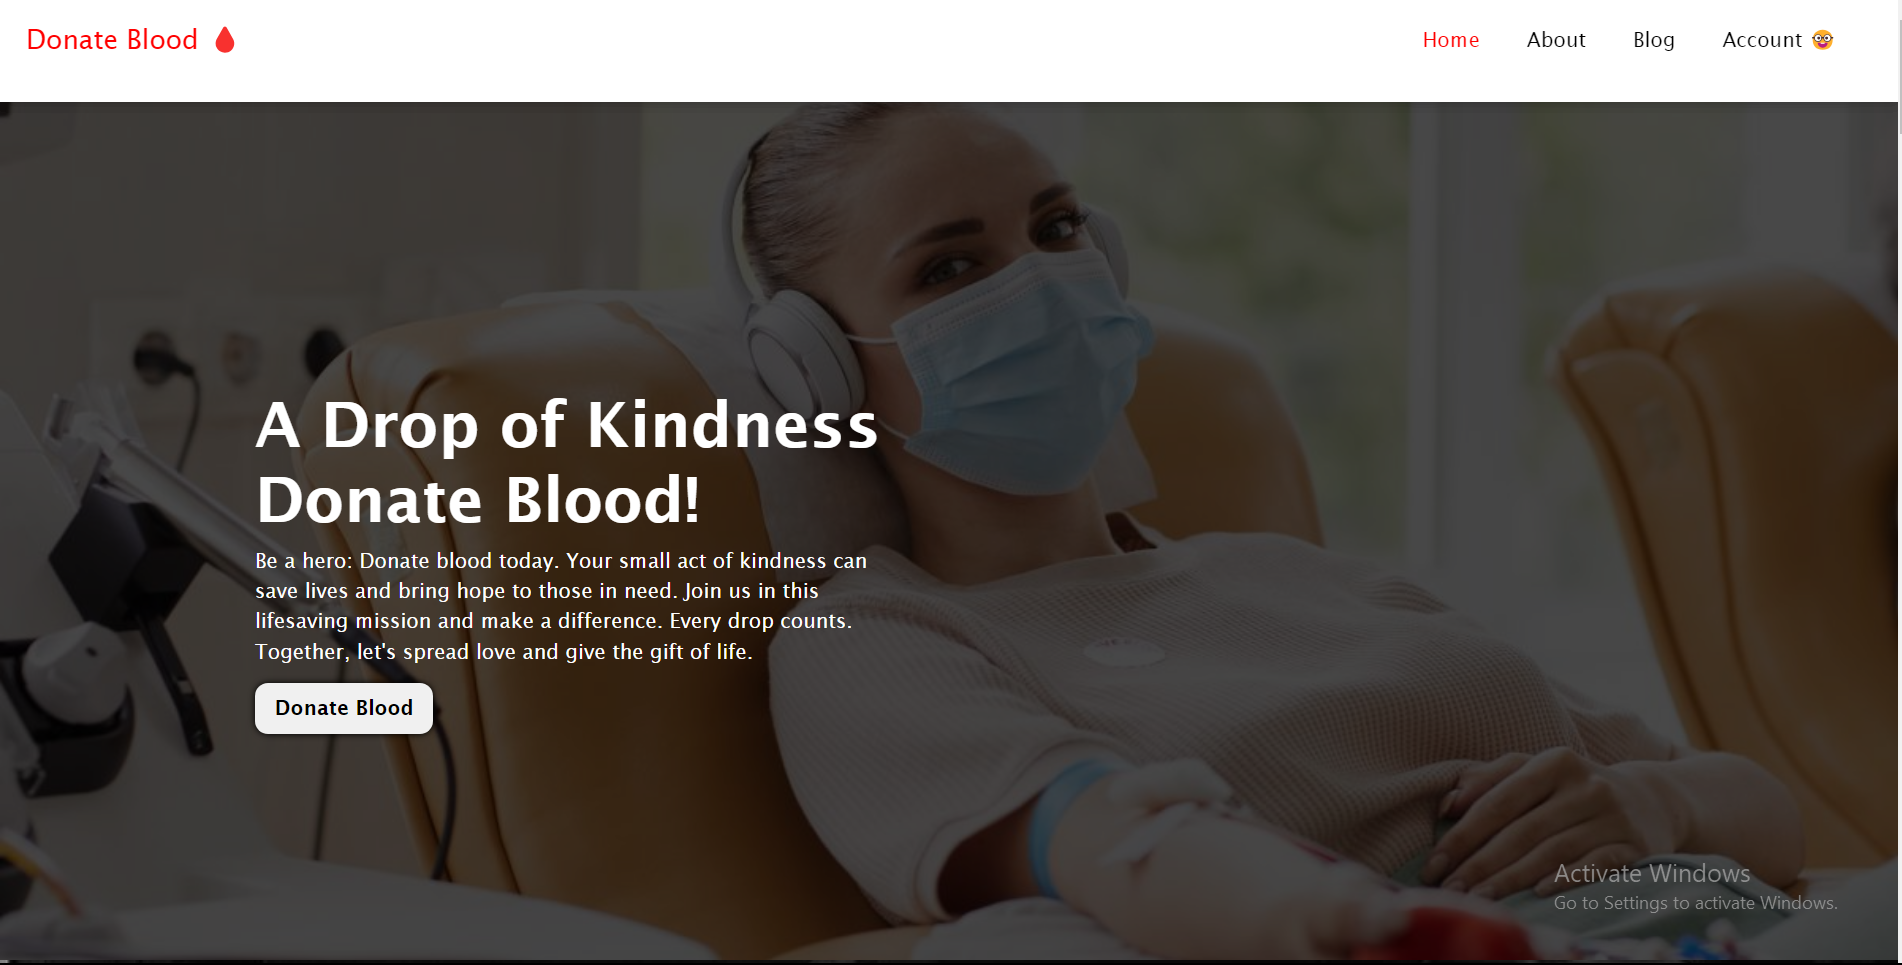 Donate Blood
Home About Blog Account
A Drop of Kindness
Donate Blood!
Be a hero: Donate blood today. Your small act of kindness can
save lives and bring hope to those in need. Join us in this
lifesaving mission and make a difference. Every drop counts.
Together, let's spread love and give the gift of life.
Donate Blood
Activate Windows
Go to Settings to activate Windows.